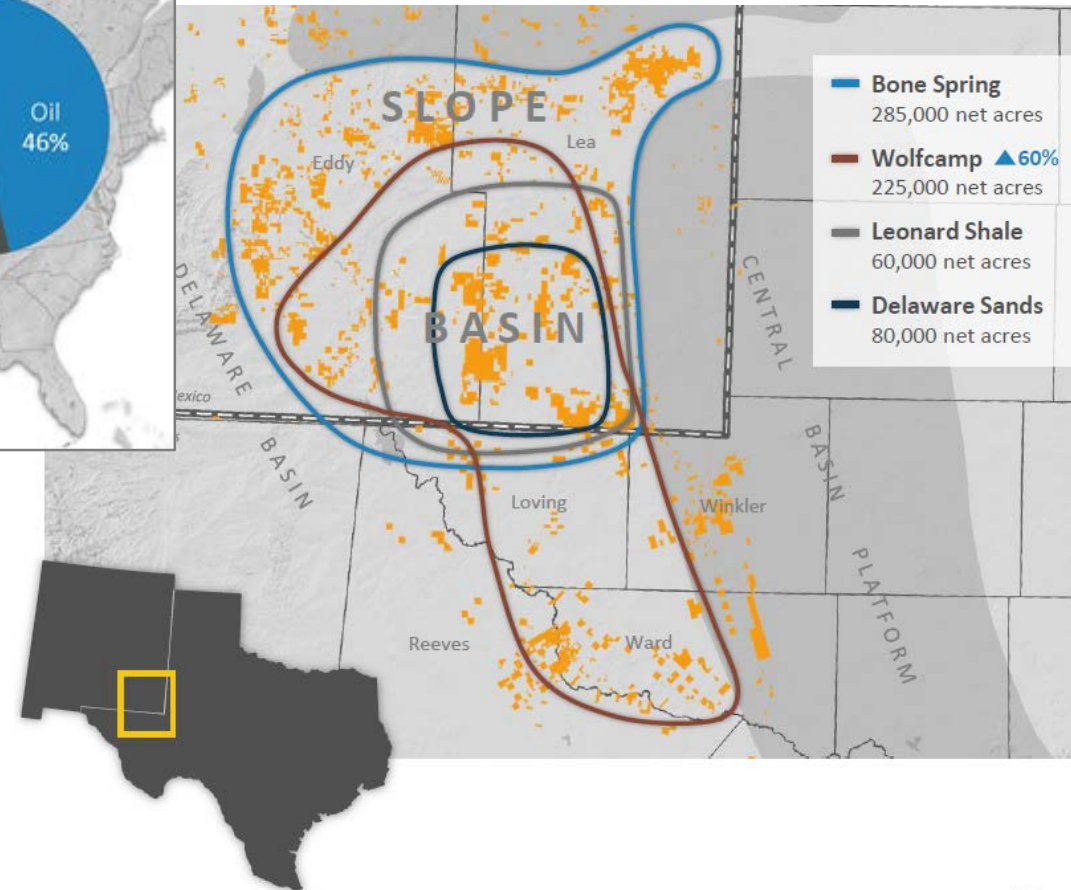 Oil
46%
SLOPE
Lea
Eddy
BASIN
DELAWARE
BASIN
exico
Loving
Winkler
Reeves
Ward
CENTRAL
BASIN
PLATFORM
Bone Spring
285,000 net acres
Wolfcamp ▲60%
225,000 net acres
Leonard Shale
60,000 net acres
Delaware Sands
80,000 net acres